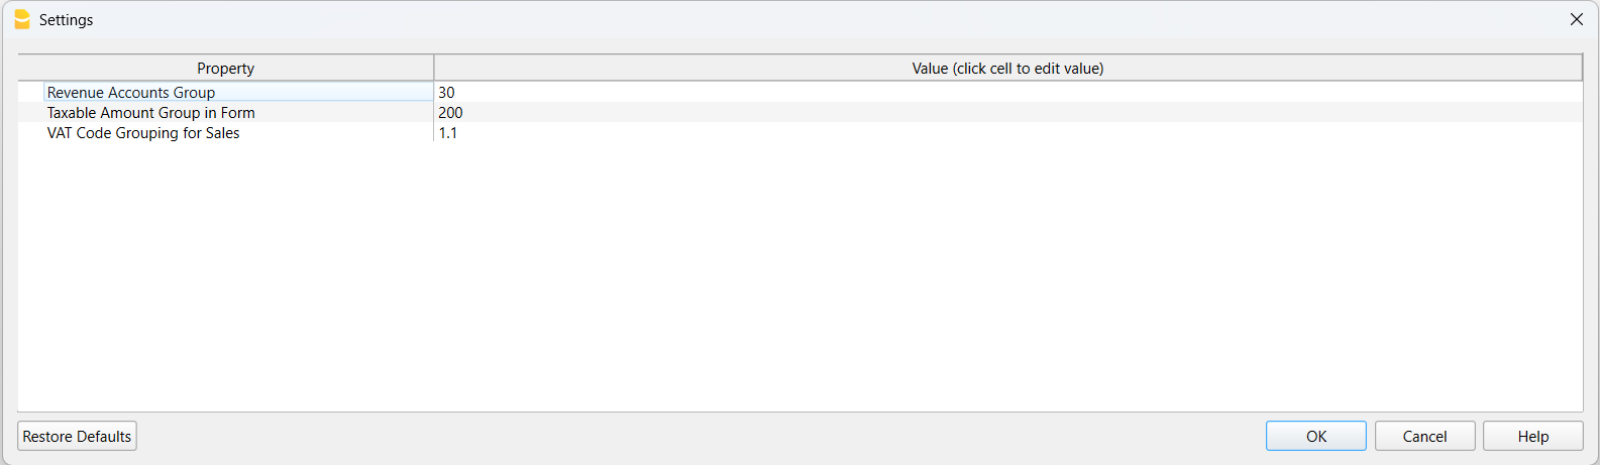 Settings
Property Value (click cell to edit value)
Revenue Accounts Group 30
Taxable Amount Group in Form 200
VAT Code Grouping for Sales 1.1
Restore Defaults OK Cancel Help